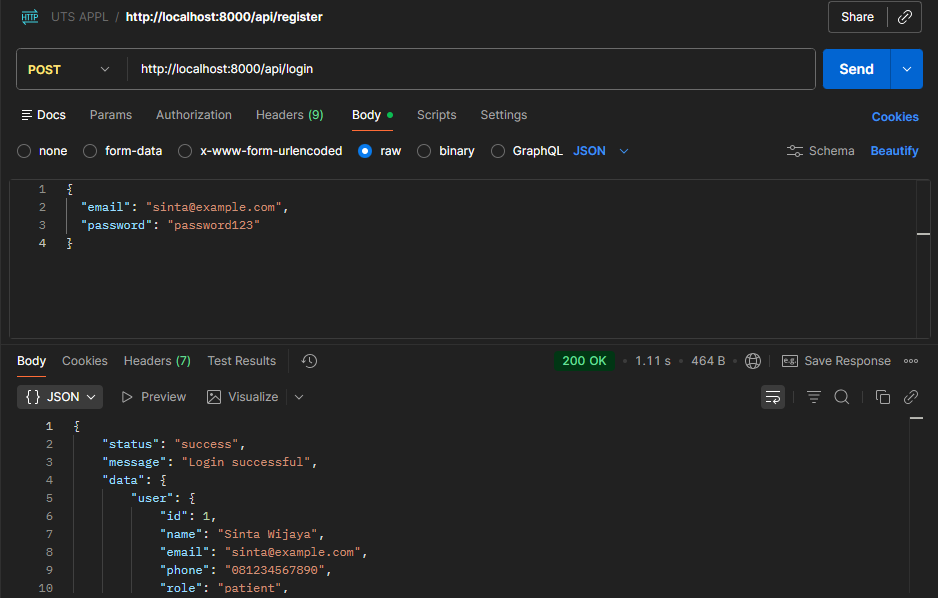 HTTP UTS APPL / http://localhost:8000/api/register Share
POST http://localhost:8000/api/login Send
Docs Params Authorization Headers (9) Body Scripts Settings Cookies
none form-data x-www-form-urlencoded raw binary GraphQL JSON Schema Beautify
1 {
2 "email": "sinta@example.com",
3 "password": "password123"
4 }
Body Cookies Headers (7) Test Results 200 OK • 1.11 s • 464 B • e.g. Save Response
{} JSON Preview Visualize
1 {
2 "status": "success",
3 "message": "Login successful",
4 "data": {
5 "user": {
6 "id": 1,
7 "name": "Sinta Wijaya",
8 "email": "sinta@example.com",
9 "phone": "081234567890",
10 "role": "patient",